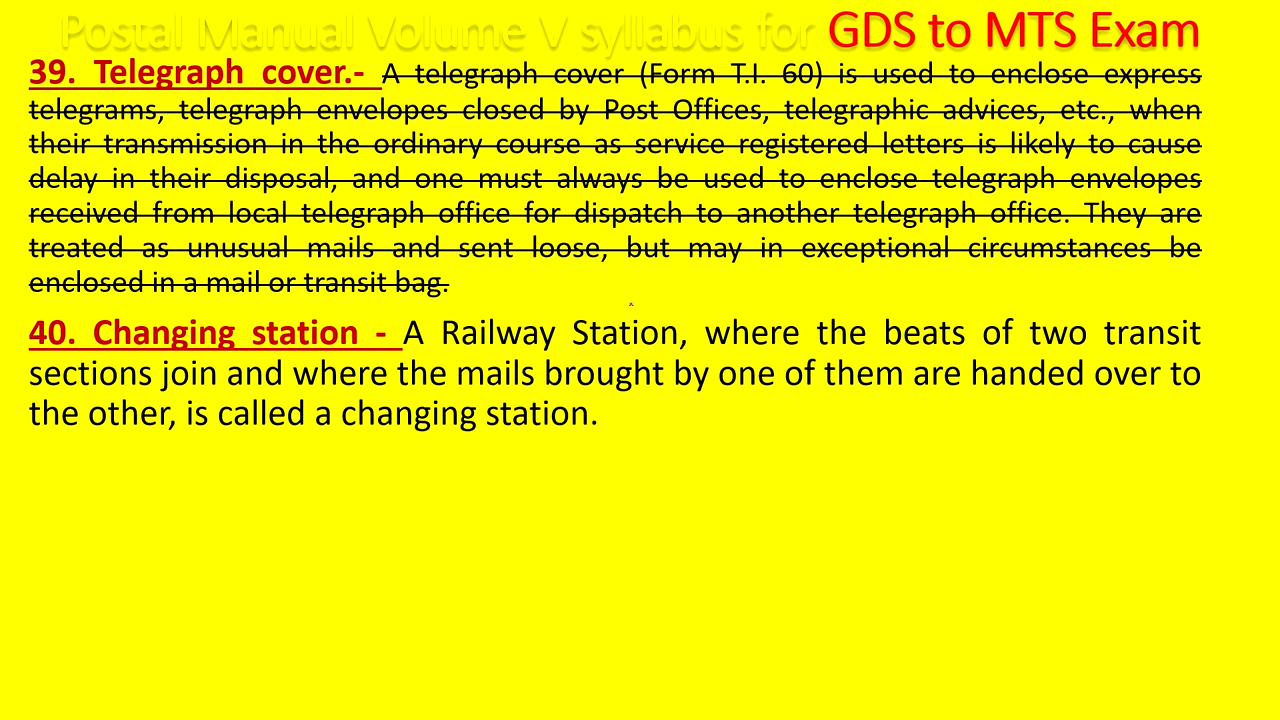 Postal Manual Volume V syllabus for GDS to MTS Exam
39. Telegraph cover.- A telegraph cover (Form T.I. 60) is used to enclose express
telegrams, telegraph envelopes closed by Post Offices, telegraphic advices, etc., when
their transmission in the ordinary course as service registered letters is likely to cause
delay in their disposal, and one must always be used to enclose telegraph envelopes
received from local telegraph office for dispatch to another telegraph office. They are
treated as unusual mails and sent loose, but may in exceptional circumstances be
enclosed in a mail or transit bag.
40. Changing station - A Railway Station, where the beats of two transit
sections join and where the mails brought by one of them are handed over to
the other, is called a changing station.